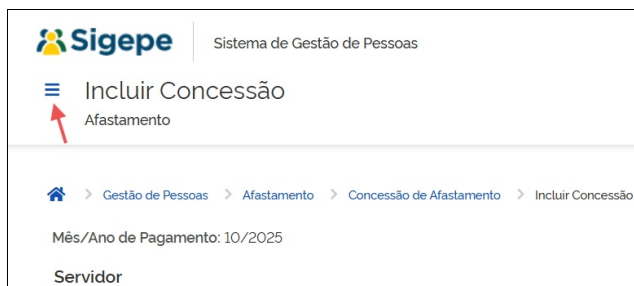 Sigepe Sistema de Gestão de Pessoas
Incluir Concessão
Afastamento
> Gestão de Pessoas > Afastamento > Concessão de Afastamento > Incluir Concessão
Mês/Ano de Pagamento: 10/2025
Servidor